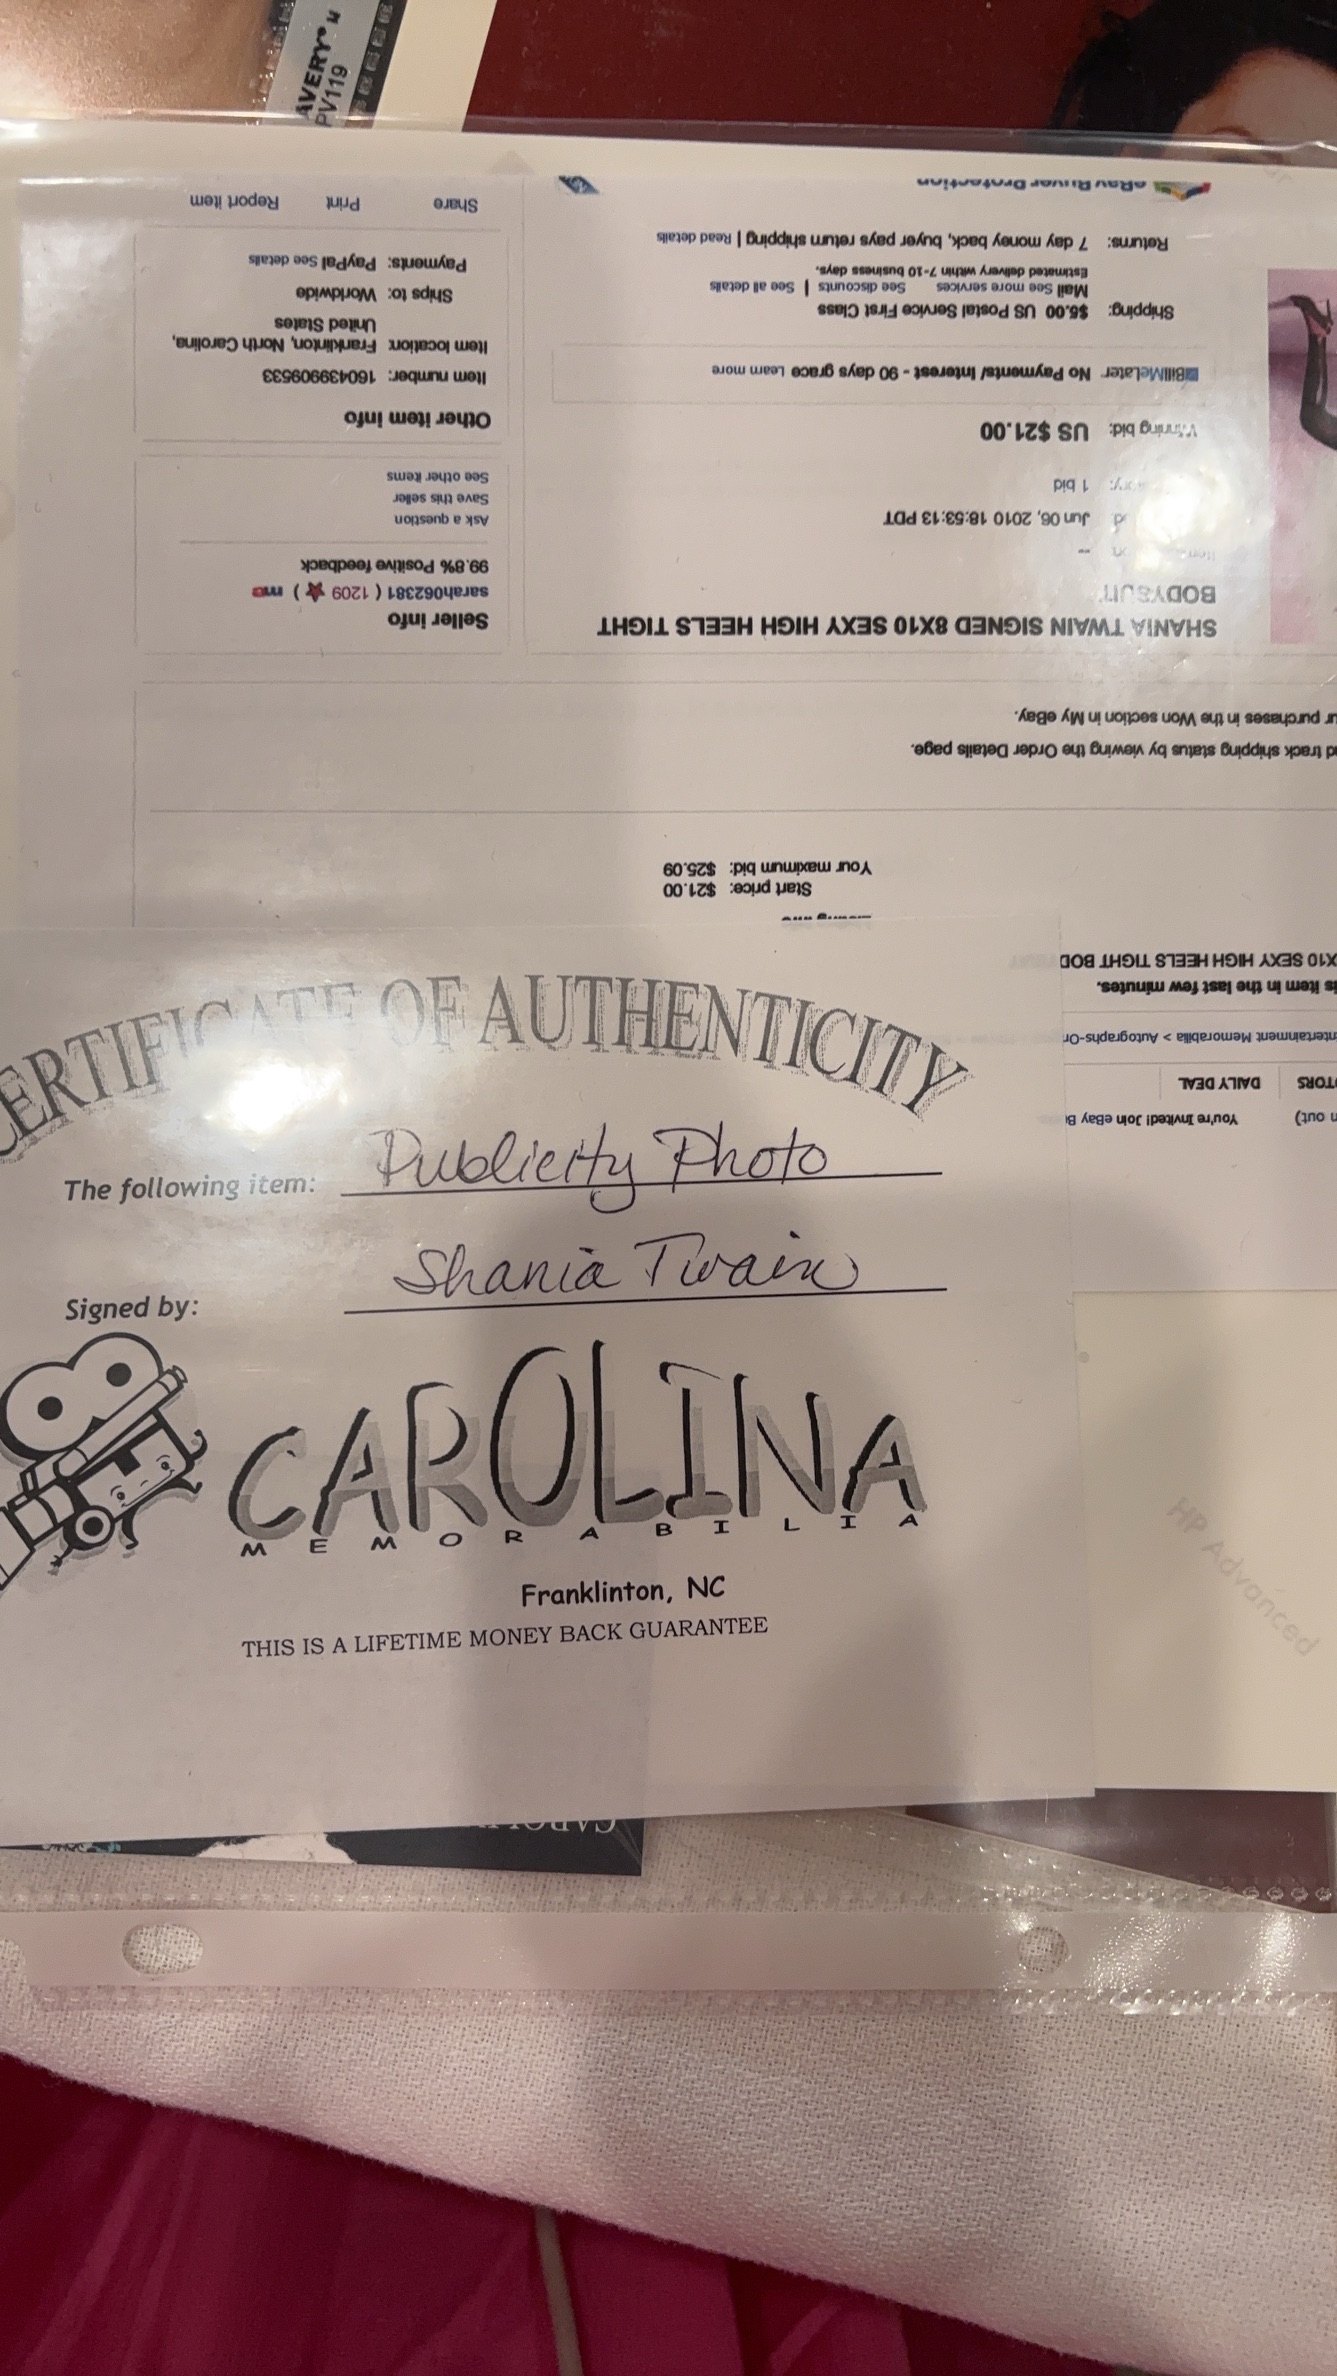 AVERY® M
PV119
CERTIFICATE OF AUTHENTICITY
The following item: Publicity Photo
Signed by: Shania Twain
CAROLINA
MEMORABILIA
Franklinton, NC
THIS IS A LIFETIME MONEY BACK GUARANTEE
HP Advanced
n out) You're invited! Join eBay
TORS DAILY DEAL
ntertainment Memorabilia > Autographs-Or
is item in the last few minutes.
X10 SEXY HIGH HEELS TIGHT BOD
Start price: $21.00
Your maximum bid: $25.09
d track shipping status by viewing the Order Details page.
ur purchases in the Won section in My eBay.
SHANIA TWAIN SIGNED 8X10 SEXY HIGH HEELS TIGHT
BODYSUIT
--
Jun 06, 2010 18:53:13 PDT
1 bid
Winning bid: US $21.00
BillMeLater No Payments/ Interest - 90 days grace Learn more
Shipping: $5.00 US Postal Service First Class
Mail See more services See discounts | See all details
Estimated delivery within 7-10 business days.
Returns: 7 day money back, buyer pays return shipping | Read details
eBay Buyer Protection
Seller info
sarah062381 ( 1209 ) me
99.8% Positive feedback
Ask a question
Save this seller
See other items
Other item info
Item number: 160439909533
Item location: Franklinton, North Carolina,
United States
Ships to: Worldwide
Payments: PayPal See details
Share Print Report item